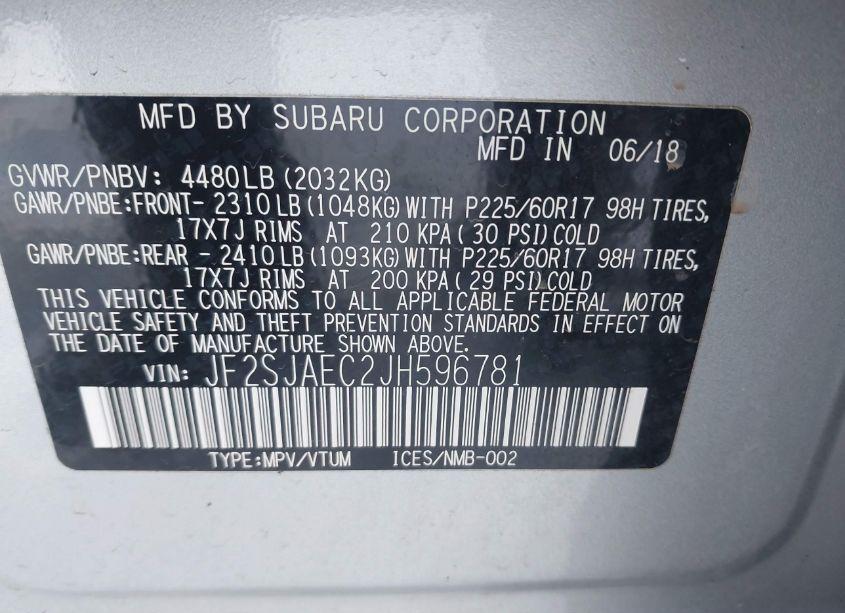 MFD BY SUBARU CORPORATION
MFD IN 06/18
GVWR/PNBV: 4480LB(2032KG)
GAWR/PNBE:FRONT- 2310LB(1048KG)WITH P225/60R17 98H TIRES,
17X7J RIMS AT 210 KPA(30 PSI)COLD
GAWR/PNBE:REAR - 2410LB(1093KG)WITH P225/60R17 98H TIRES,
17X7J RIMS AT 200 KPA(29 PSI)COLD
THIS VEHICLE CONFORMS TO ALL APPLICABLE FEDERAL MOTOR
VEHICLE SAFETY AND THEFT PREVENTION STANDARDS IN EFFECT ON
THE DATE OF MANUFACTURE SHOWN ABOVE.
VIN: JF2SJAEC2JH596781
TYPE:MPV/VTUM ICES/NMB-002